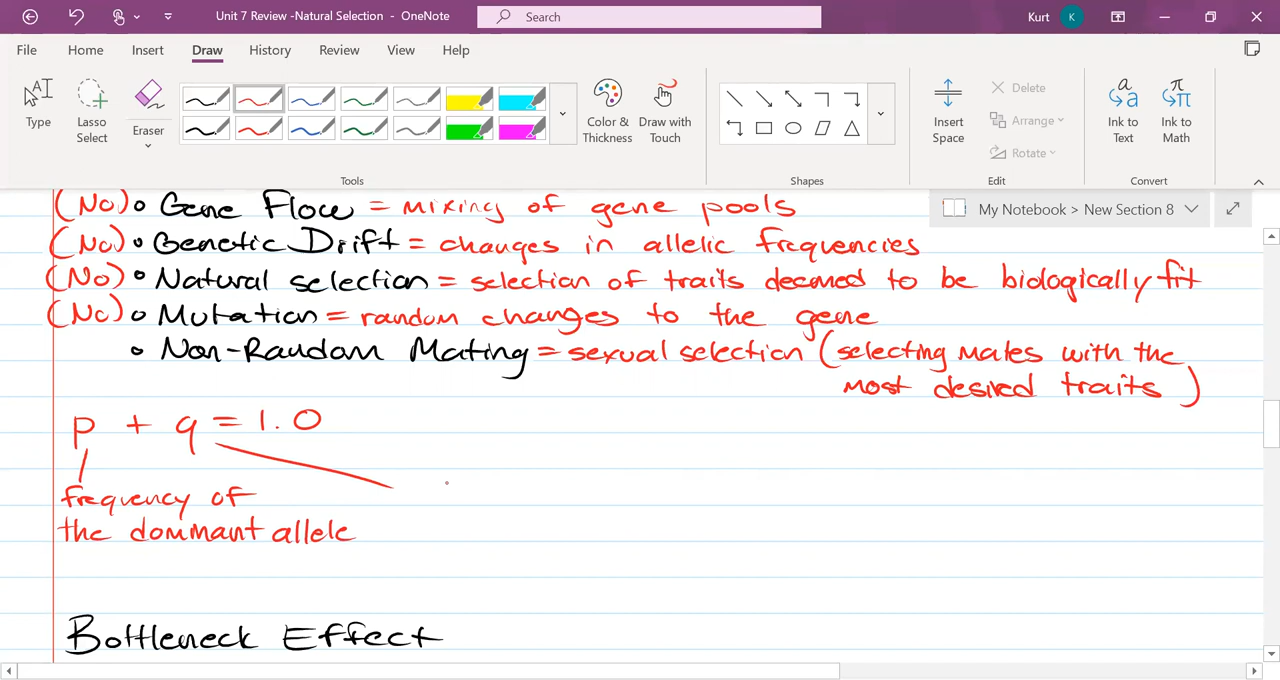 Unit 7 Review -Natural Selection - OneNote
Search
Kurt
K
File Home Insert Draw History Review View Help
Type
Lasso Select
Eraser
Color & Thickness
Draw with Touch
Insert Space
Delete
Arrange
Rotate
Ink to Text
Ink to Math
Tools Shapes Edit Convert
My Notebook > New Section 8
(No) • Gene Flow = mixing of gene pools
(No) • Genetic Drift = changes in allelic frequencies
(No) • Natural selection = selection of traits deemed to be biologically fit
(No) • Mutation = random changes to the gene
• Non-Random Mating = sexual selection (selecting mates with the
most desired traits)
p + q = 1.0
frequency of
the dominant allele
Bottleneck Effect